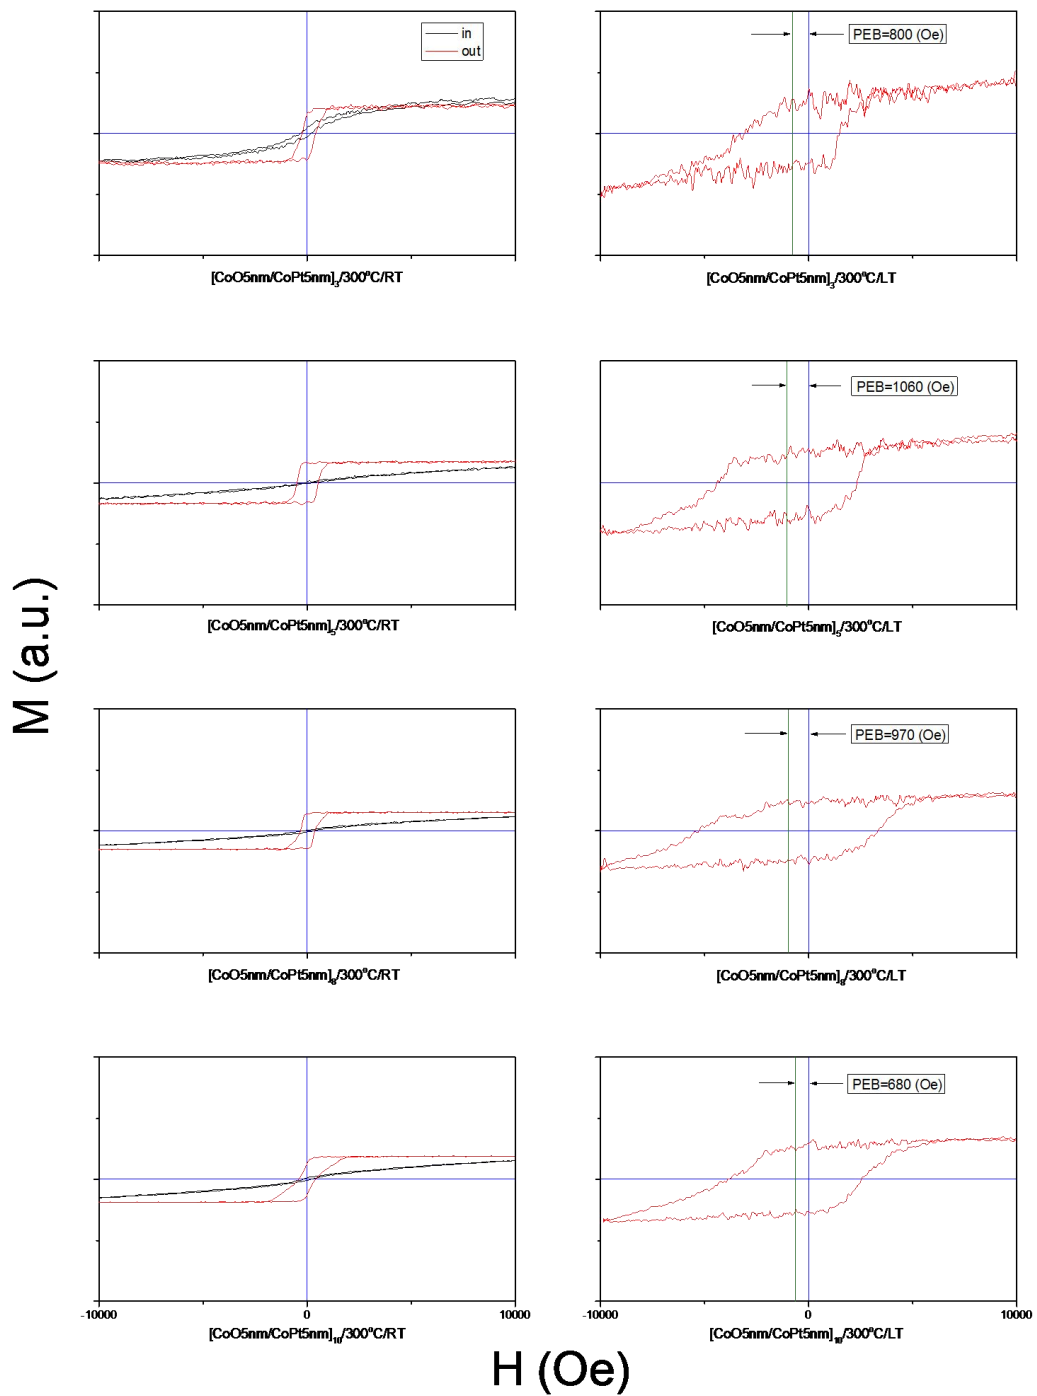 in
out
PEB=800 (Oe)
[CoO5nm/CoPt5nm]₃/300°C/RT
[CoO5nm/CoPt5nm]₃/300°C/LT
PEB=1060 (Oe)
[CoO5nm/CoPt5nm]₅/300°C/RT
[CoO5nm/CoPt5nm]₅/300°C/LT
M (a.u.)
PEB=970 (Oe)
[CoO5nm/CoPt5nm]₈/300°C/RT
[CoO5nm/CoPt5nm]₈/300°C/LT
PEB=680 (Oe)
-10000 0 10000
-10000 0 10000
[CoO5nm/CoPt5nm]₁₀/300°C/RT
[CoO5nm/CoPt5nm]₁₀/300°C/LT
H (Oe)